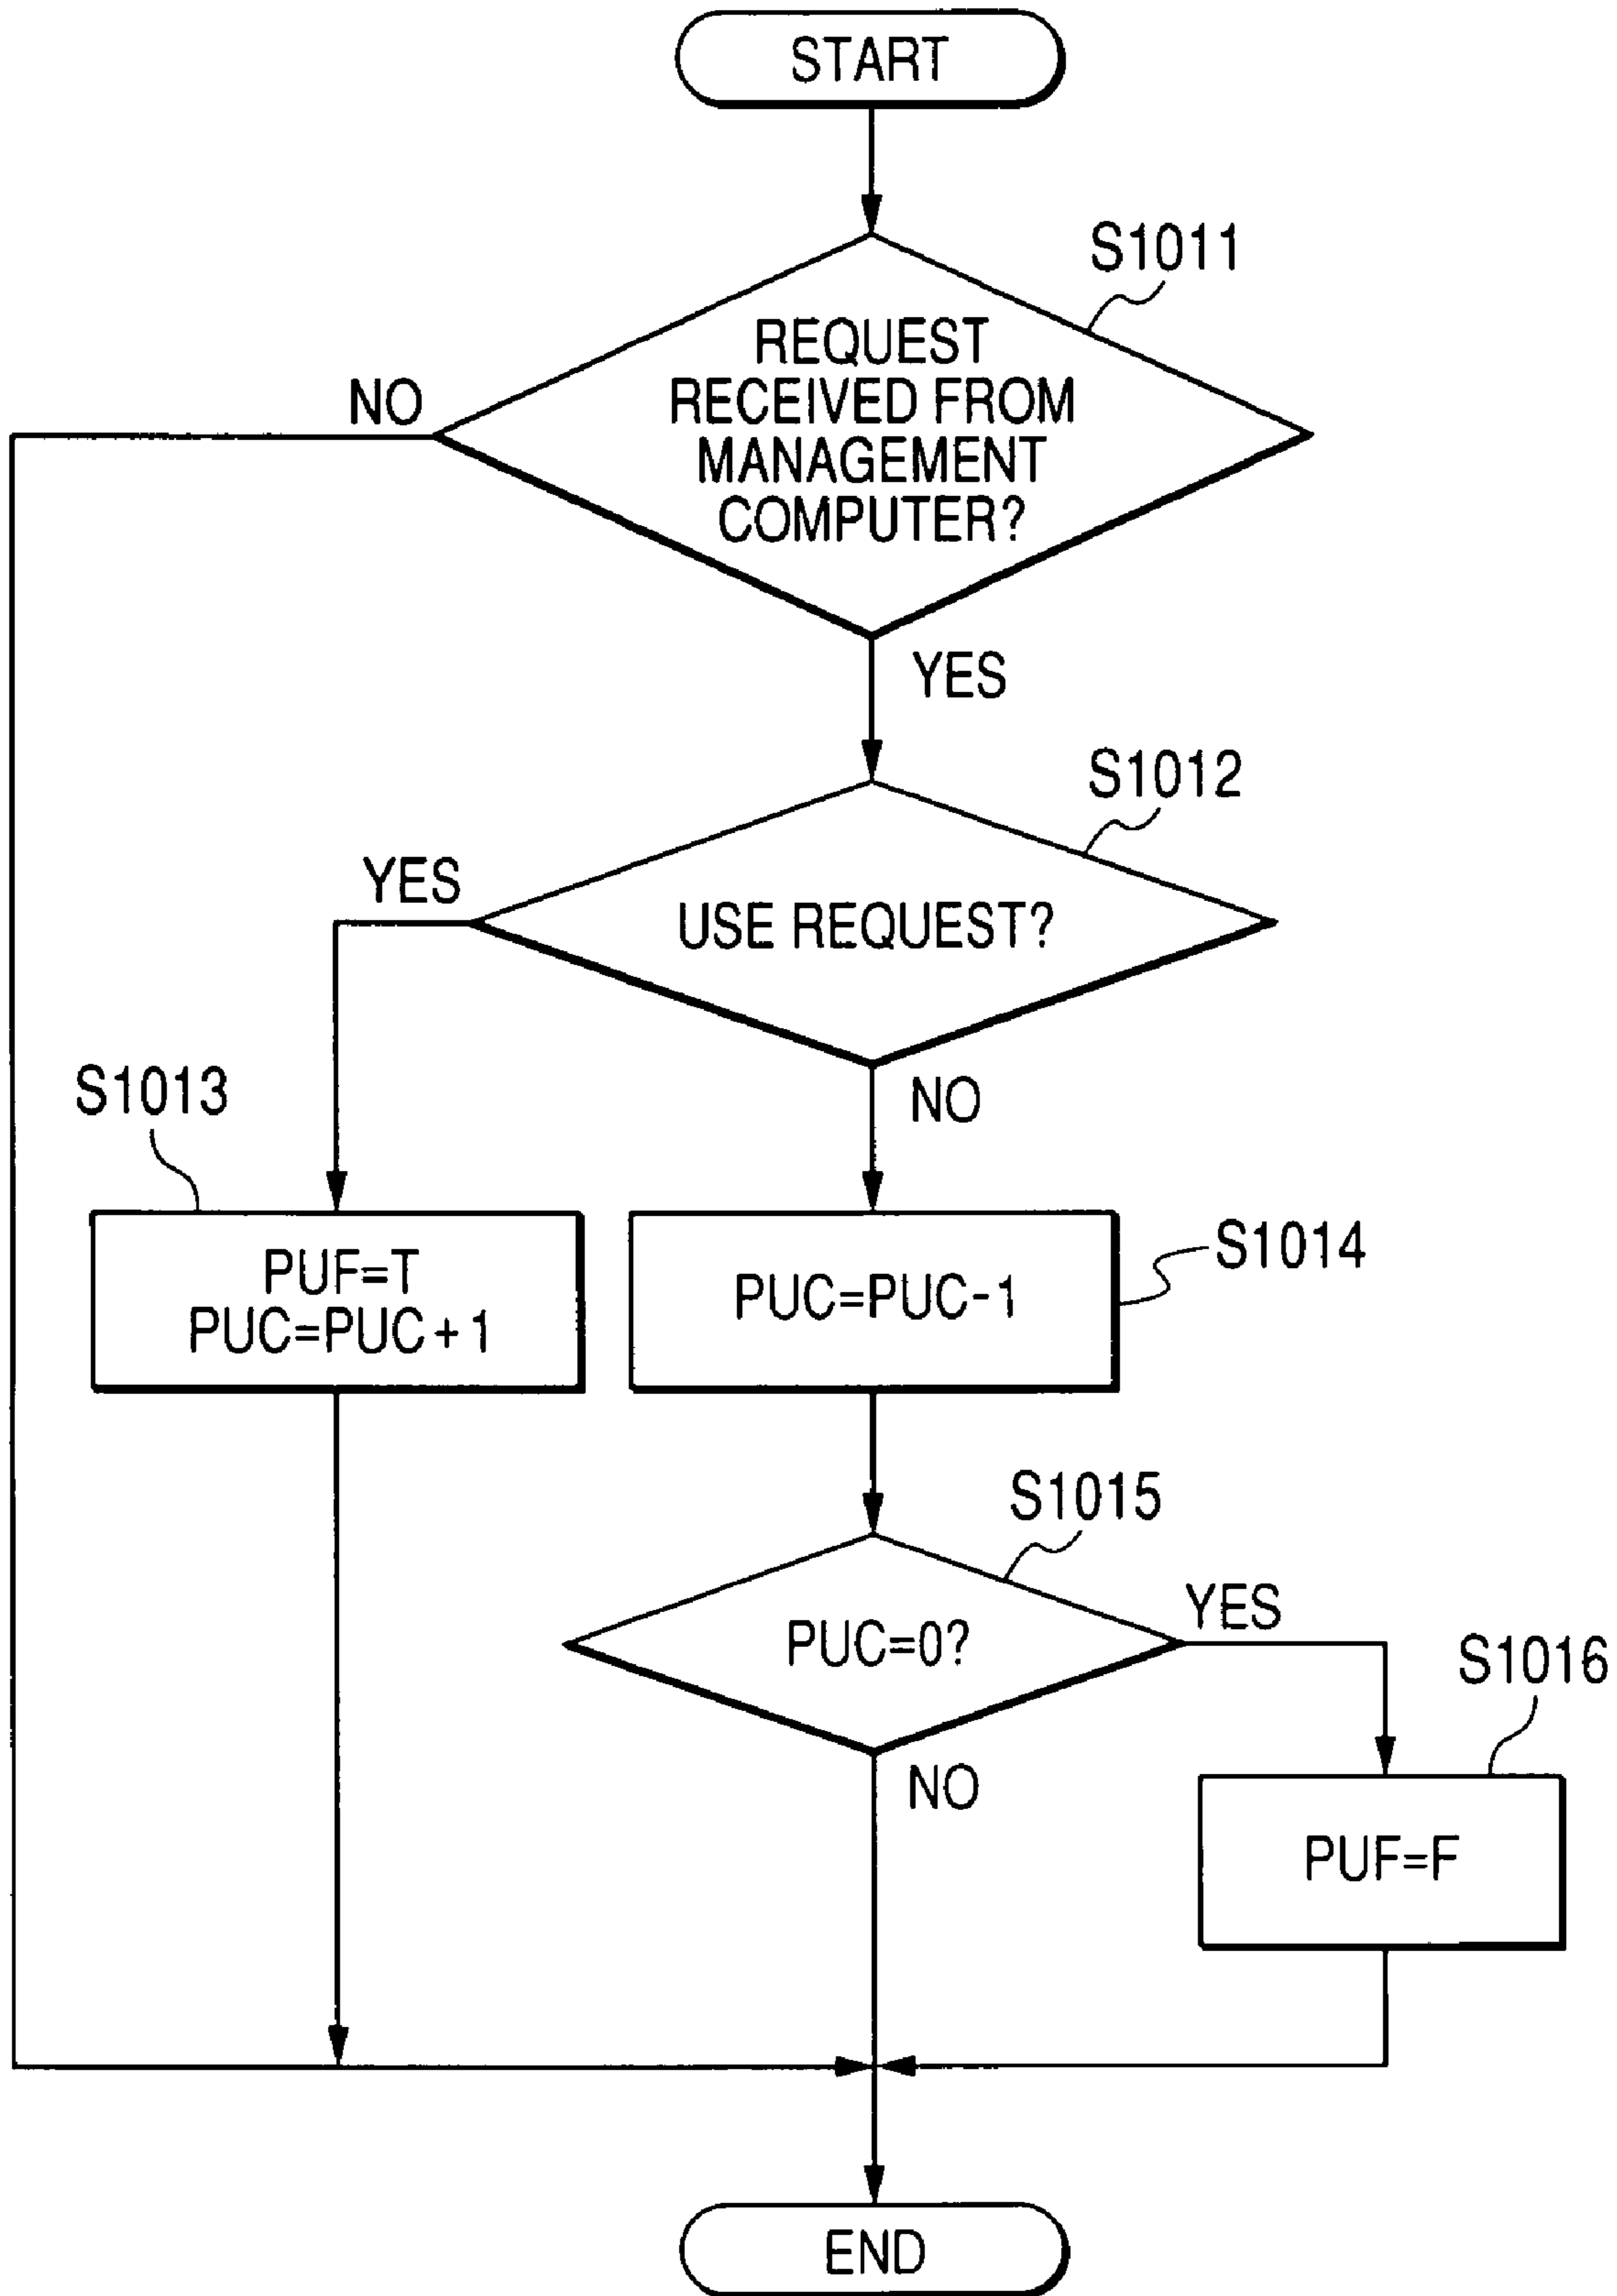 START
S1011
REQUEST
RECEIVED FROM
MANAGEMENT
COMPUTER?
NO
YES
S1012
YES
USE REQUEST?
NO
S1013
PUF=T
PUC=PUC+1
PUC=PUC-1
S1014
S1015
PUC=0?
YES
S1016
NO
PUF=F
END